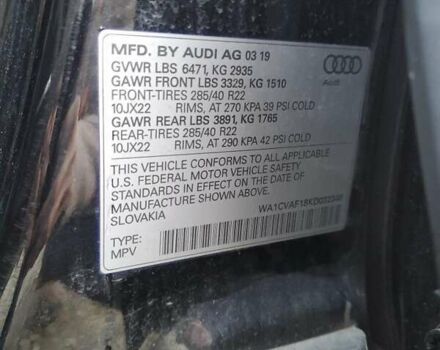 MFD. BY AUDI AG 03 19
GVWR LBS 6471, KG 2935
GAWR FRONT LBS 3329, KG 1510
FRONT-TIRES 285/40 R22
10JX22 RIMS, AT 270 KPA 39 PSI COLD
GAWR REAR LBS 3891, KG 1765
REAR-TIRES 285/40 R22
10JX22 RIMS, AT 290 KPA 42 PSI COLD
THIS VEHICLE CONFORMS TO ALL APPLICABLE
U.S. FEDERAL MOTOR VEHICLE SAFETY
STANDARDS IN EFFECT ON THE DATE OF
MANUFACTURE SHOWN ABOVE.
SLOVAKIA
TYPE:
MPV
Audi